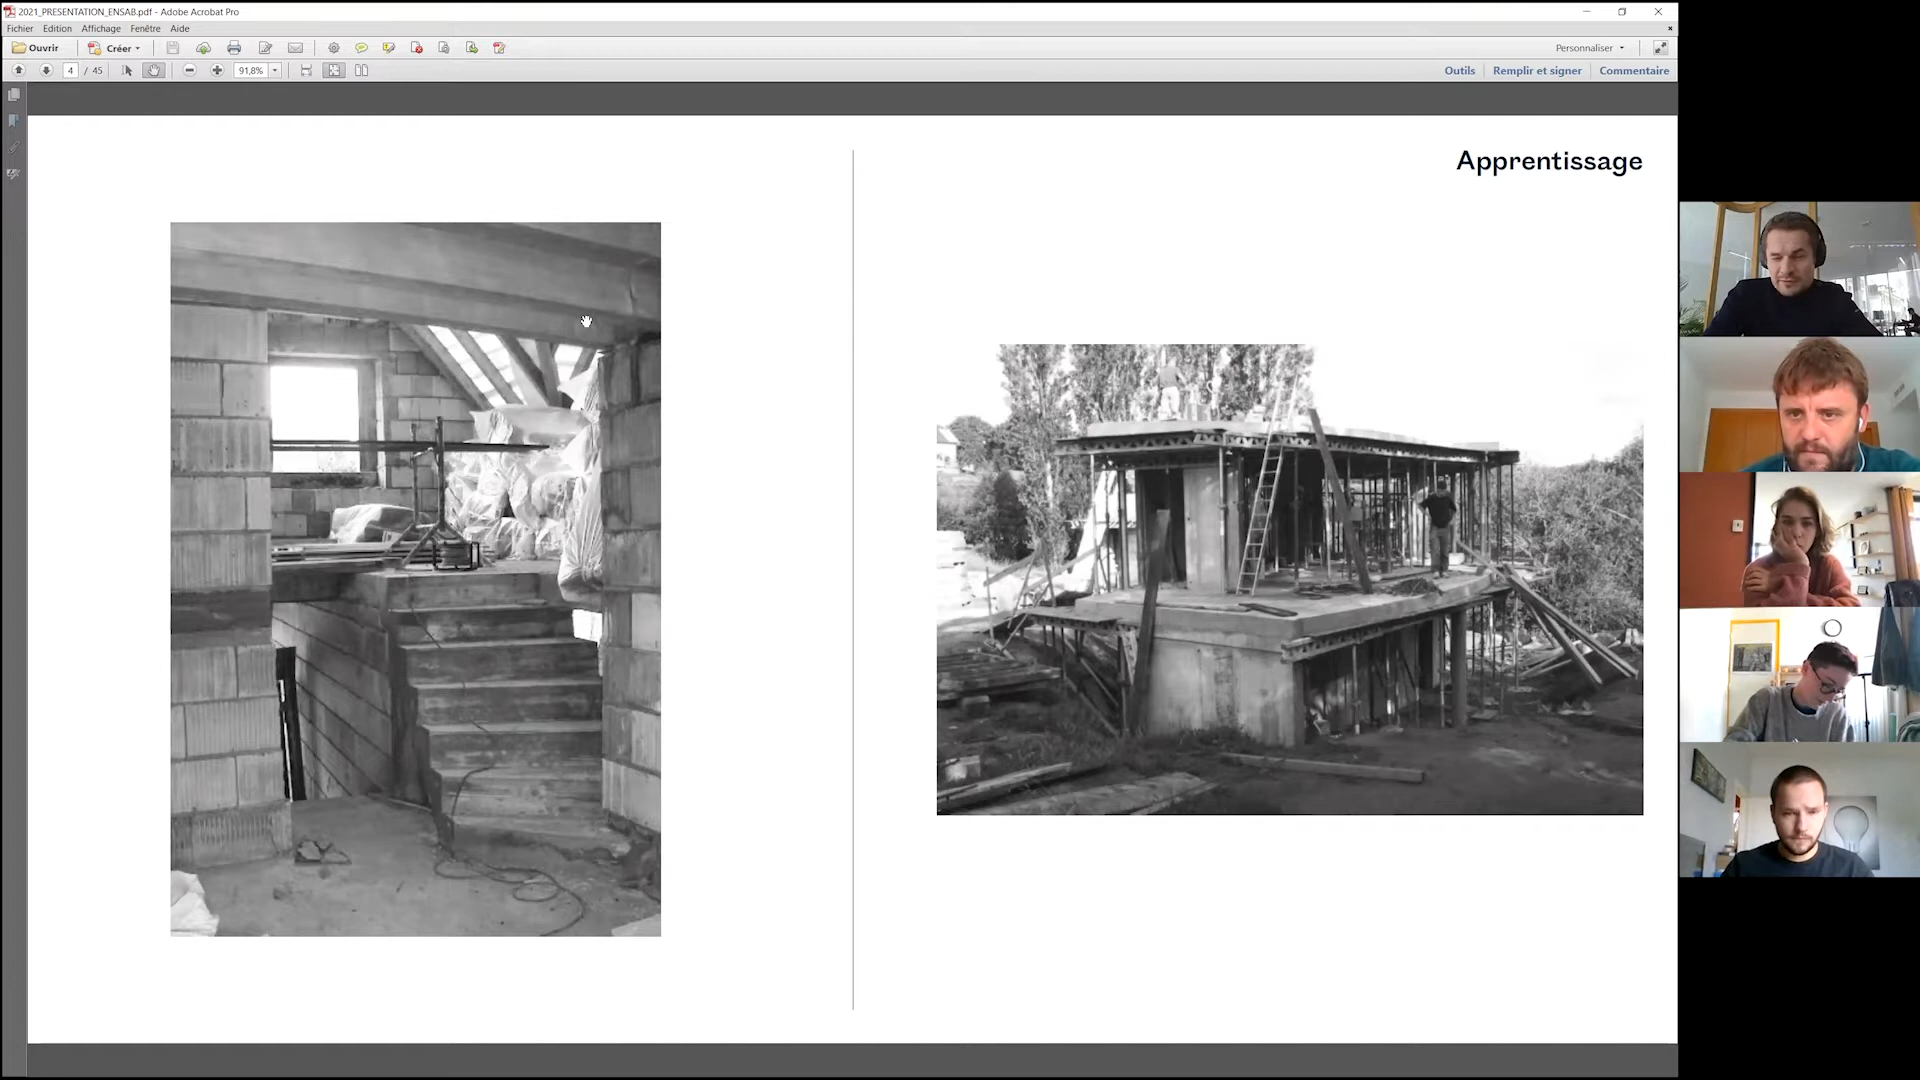 2021_PRESENTATION_ENSAB.pdf - Adobe Acrobat Pro
Fichier Edition Affichage Fenêtre Aide
Ouvrir Créer Personnaliser
4 / 45 91,8% Outils Remplir et signer Commentaire
Apprentissage